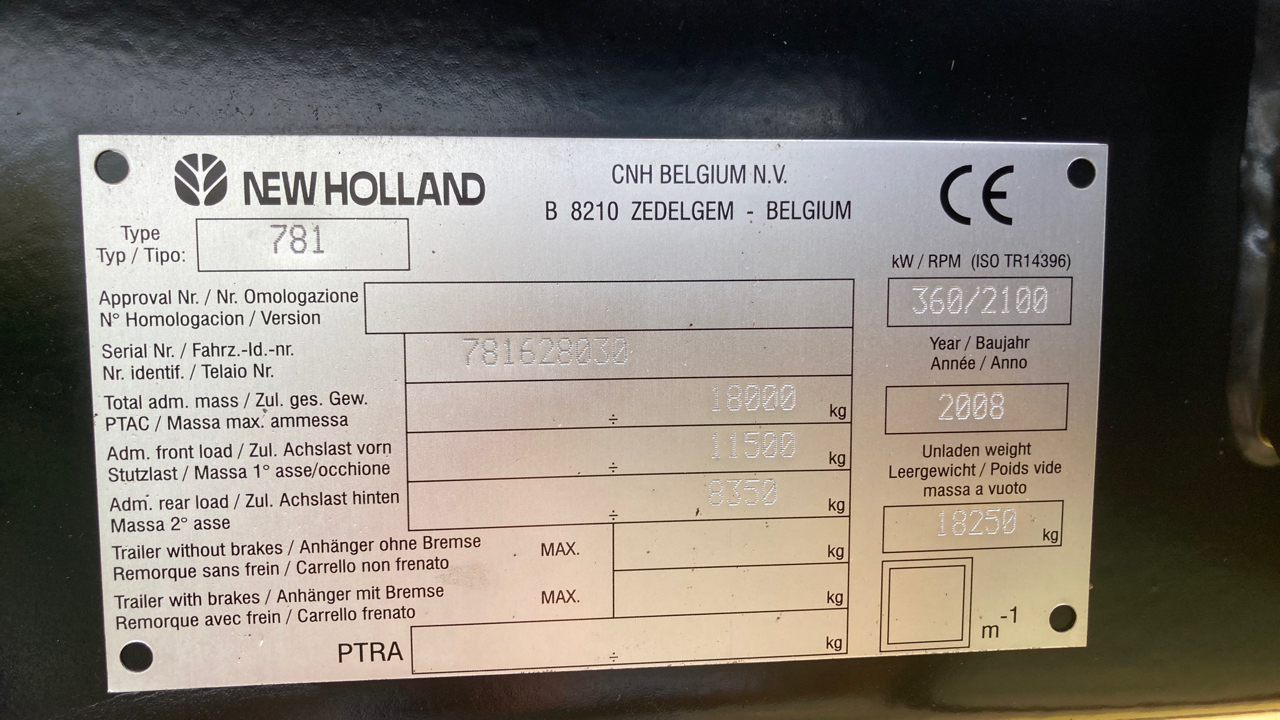 NEW HOLLAND
CNH BELGIUM N.V.
B 8210 ZEDELGEM - BELGIUM
CE
Type
Typ / Tipo:
781
kW / RPM (ISO TR14396)
360/2100
Approval Nr. / Nr. Omologazione
N° Homologacion / Version
Serial Nr. / Fahrz.-Id.-nr.
Nr. identif. / Telaio Nr.
781628030
Year / Baujahr
Année / Anno
2008
Total adm. mass / Zul. ges. Gew.
PTAC / Massa max. ammessa
÷ 18000 kg
Adm. front load / Zul. Achslast vorn
Stutzlast / Massa 1° asse/occhione
÷ 11500 kg
Adm. rear load / Zul. Achslast hinten
Massa 2° asse
÷ 8350 kg
Unladen weight
Leergewicht / Poids vide
massa a vuoto
18250 kg
Trailer without brakes / Anhänger ohne Bremse
Remorque sans frein / Carrello non frenato
MAX. kg
Trailer with brakes / Anhänger mit Bremse
Remorque avec frein / Carrello frenato
MAX. kg
PTRA ÷ kg
m-1